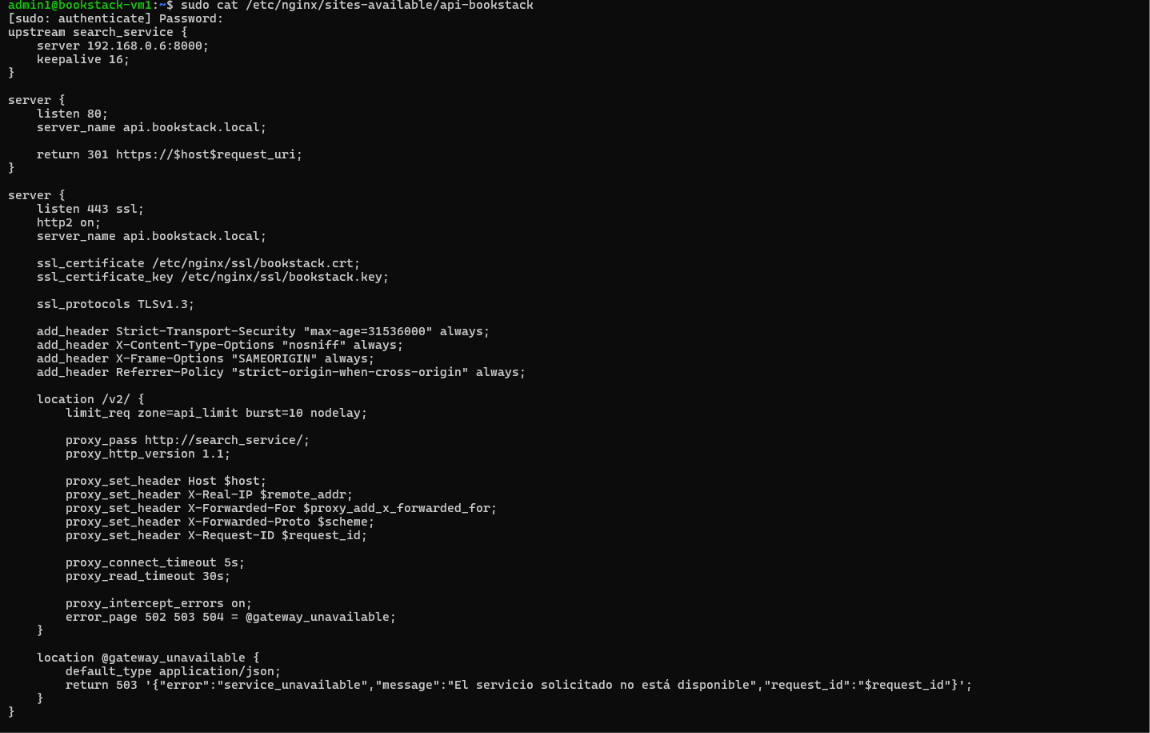 admin1@bookstack-vm1:~$ sudo cat /etc/nginx/sites-available/api-bookstack
[sudo: authenticate] Password:
upstream search_service {
    server 192.168.0.6:8000;
    keepalive 16;
}

server {
    listen 80;
    server_name api.bookstack.local;

    return 301 https://$host$request_uri;
}

server {
    listen 443 ssl;
    http2 on;
    server_name api.bookstack.local;

    ssl_certificate /etc/nginx/ssl/bookstack.crt;
    ssl_certificate_key /etc/nginx/ssl/bookstack.key;

    ssl_protocols TLSv1.3;

    add_header Strict-Transport-Security "max-age=31536000" always;
    add_header X-Content-Type-Options "nosniff" always;
    add_header X-Frame-Options "SAMEORIGIN" always;
    add_header Referrer-Policy "strict-origin-when-cross-origin" always;

    location /v2/ {
        limit_req zone=api_limit burst=10 nodelay;

        proxy_pass http://search_service/;
        proxy_http_version 1.1;

        proxy_set_header Host $host;
        proxy_set_header X-Real-IP $remote_addr;
        proxy_set_header X-Forwarded-For $proxy_add_x_forwarded_for;
        proxy_set_header X-Forwarded-Proto $scheme;
        proxy_set_header X-Request-ID $request_id;

        proxy_connect_timeout 5s;
        proxy_read_timeout 30s;

        proxy_intercept_errors on;
        error_page 502 503 504 = @gateway_unavailable;
    }

    location @gateway_unavailable {
        default_type application/json;
        return 503 '{"error":"service_unavailable","message":"El servicio solicitado no está disponible","request_id":"$request_id"}';
    }
}